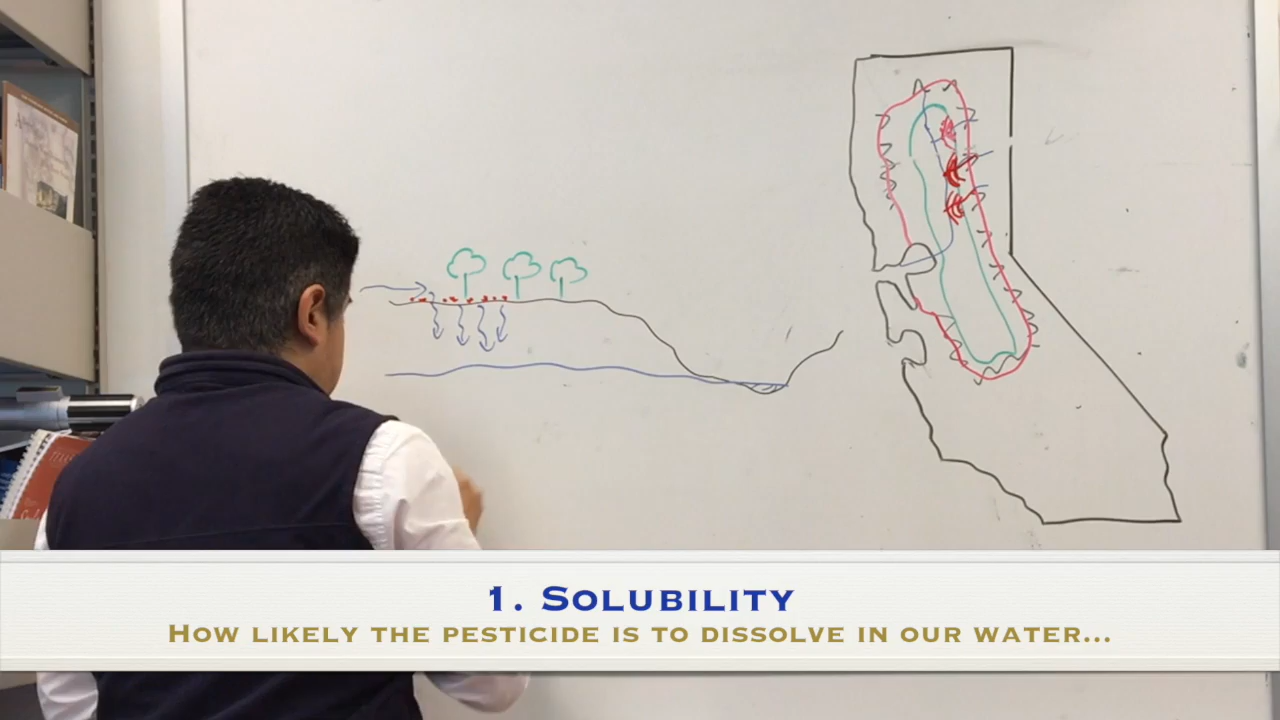 1. Solubility
How likely the pesticide is to dissolve in our water...